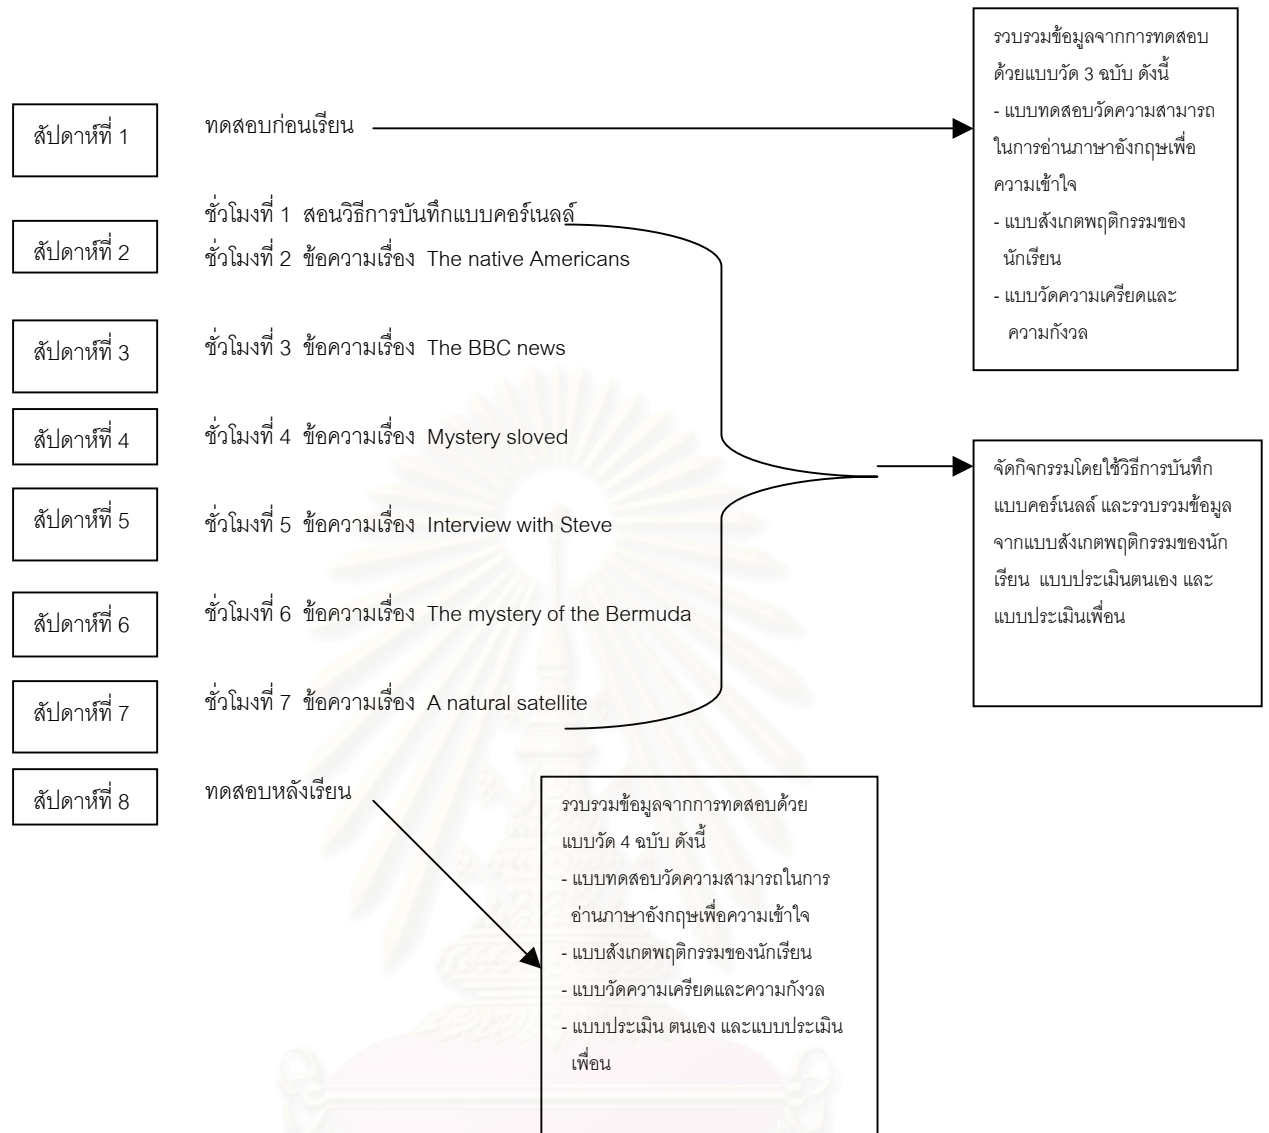 รวบรวมข้อมูลจากการทดสอบ
ด้วยแบบวัด 3 ฉบับ ดังนี้
- แบบทดสอบวัดความสามารถ
ในการอ่านภาษาอังกฤษเพื่อ
ความเข้าใจ
- แบบสังเกตพฤติกรรมของ
นักเรียน
- แบบวัดความเครียดและ
ความกังวล
สัปดาห์ที่ 1
ทดสอบก่อนเรียน
สัปดาห์ที่ 2
ชั่วโมงที่ 1 สอนวิธีการบันทึกแบบคอร์เนลล์
ชั่วโมงที่ 2 ข้อความเรื่อง The native Americans
สัปดาห์ที่ 3
ชั่วโมงที่ 3 ข้อความเรื่อง The BBC news
สัปดาห์ที่ 4
ชั่วโมงที่ 4 ข้อความเรื่อง Mystery sloved
สัปดาห์ที่ 5
ชั่วโมงที่ 5 ข้อความเรื่อง Interview with Steve
สัปดาห์ที่ 6
ชั่วโมงที่ 6 ข้อความเรื่อง The mystery of the Bermuda
สัปดาห์ที่ 7
ชั่วโมงที่ 7 ข้อความเรื่อง A natural satellite
จัดกิจกรรมโดยใช้วิธีการบันทึก
แบบคอร์เนลล์ และรวบรวมข้อมูล
จากแบบสังเกตพฤติกรรมของนัก
เรียน แบบประเมินตนเอง และ
แบบประเมินเพื่อน
สัปดาห์ที่ 8
ทดสอบหลังเรียน
รวบรวมข้อมูลจากการทดสอบด้วย
แบบวัด 4 ฉบับ ดังนี้
- แบบทดสอบวัดความสามารถในการ
อ่านภาษาอังกฤษเพื่อความเข้าใจ
- แบบสังเกตพฤติกรรมของนักเรียน
- แบบวัดความเครียดและความกังวล
- แบบประเมิน ตนเอง และแบบประเมิน
เพื่อน